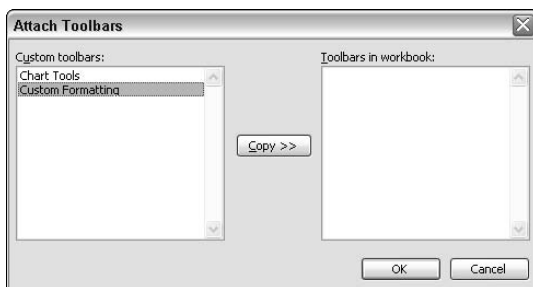 Attach Toolbars
Custom toolbars:
Toolbars in workbook:
Chart Tools
Custom Formatting
Copy >>
OK
Cancel